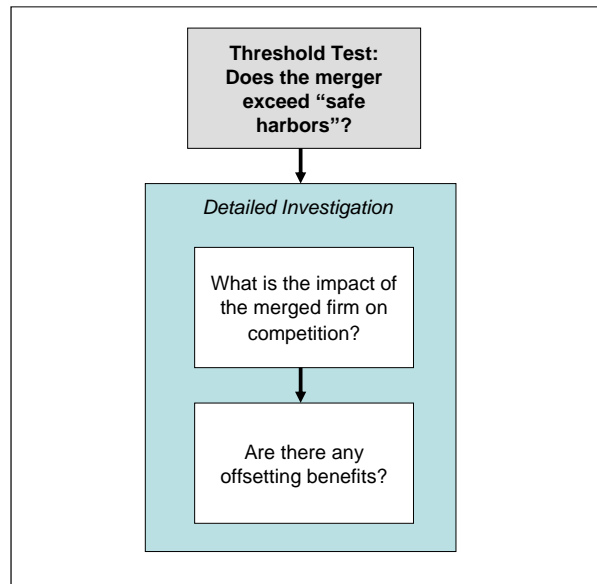 Threshold Test:
Does the merger
exceed “safe
harbors”?
Detailed Investigation
What is the impact of
the merged firm on
competition?
Are there any
offsetting benefits?